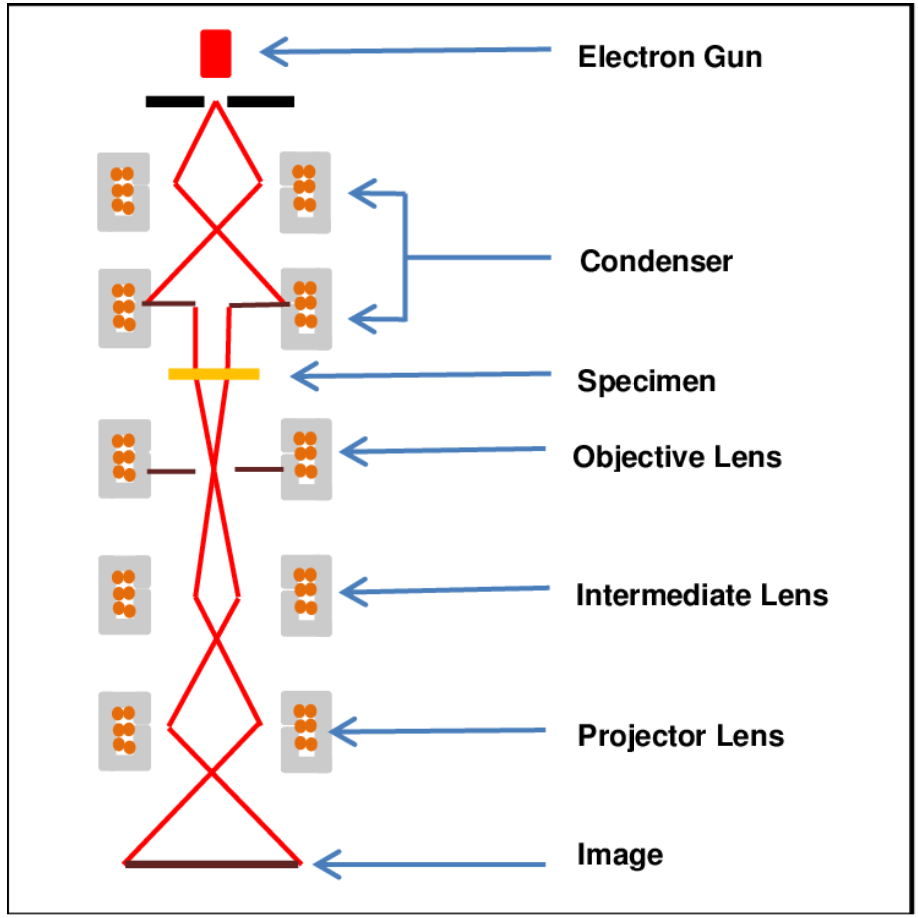 Electron Gun
Condenser
Specimen
Objective Lens
Intermediate Lens
Projector Lens
Image